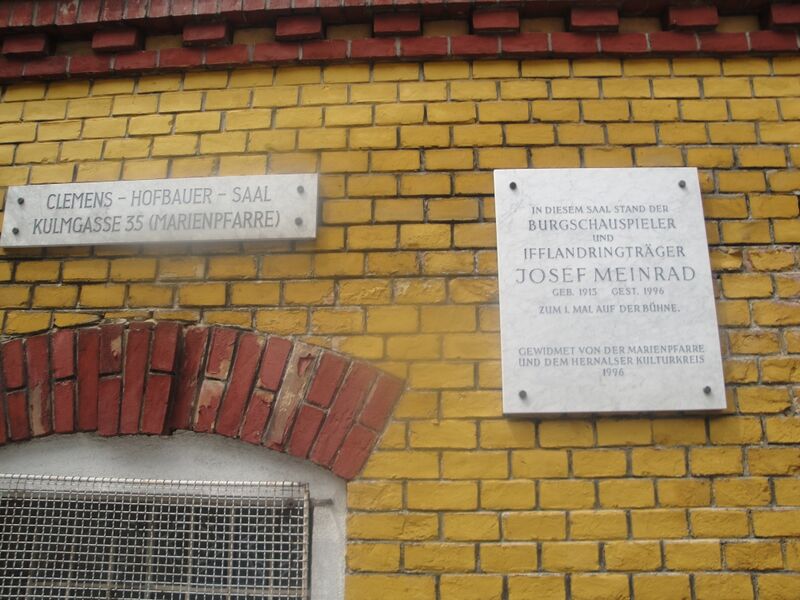 CLEMENS - HOFBAUER - SAAL
KULMGASSE 35 (MARIENPFARRE)
IN DIESEM SAAL STAND DER
BURGSCHAUSPIELER
UND
IFFLANDRINGTRÄGER
JOSEF MEINRAD
GEB. 1913 GEST. 1996
ZUM 1. MAL AUF DER BÜHNE.
GEWIDMET VON DER MARIENPFARRE
UND DEM HERNALSER KULTURKREIS
1996